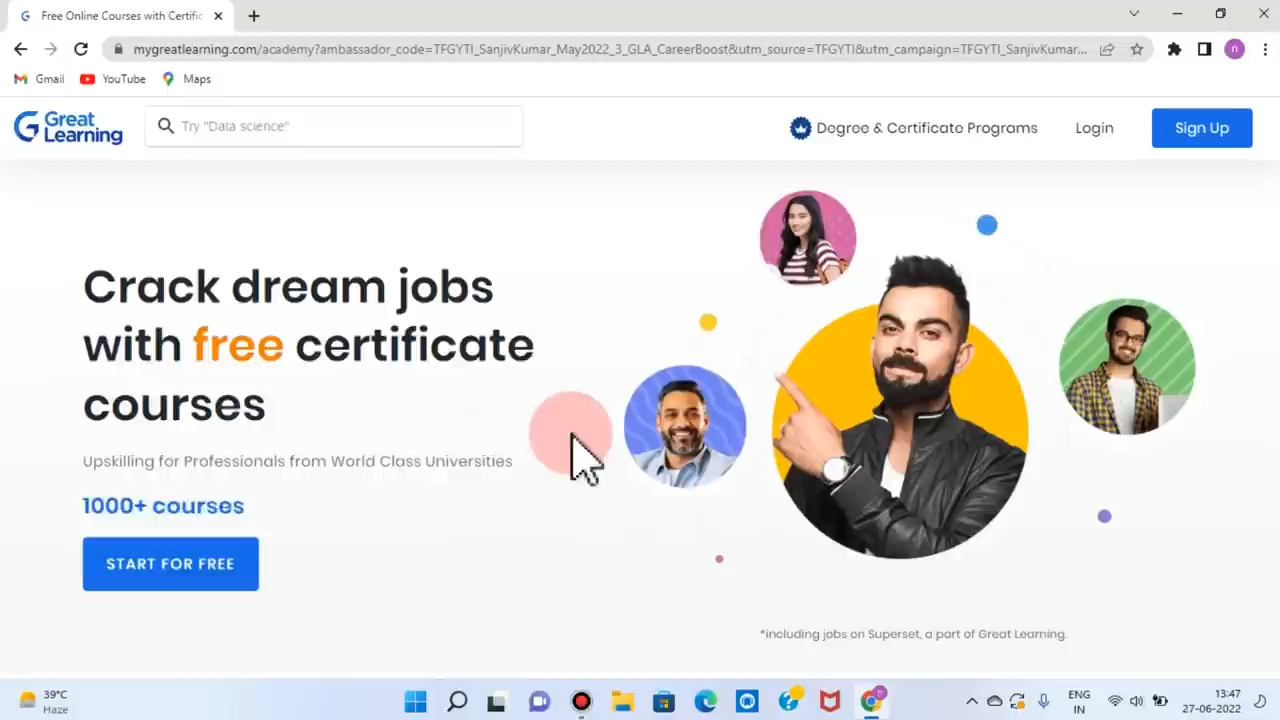 Free Online Courses with Certific
mygreatlearning.com/academy?ambassador_code=TFGYTI_SanjivKumar_May2022_3_GLA_CareerBoost&utm_source=TFGYTI&utm_campaign=TFGYTI_SanjivKumar...
n
Gmail
YouTube
Maps
Great
Learning
Try "Data science"
Degree & Certificate Programs
Login
Sign Up
Crack dream jobs
with free certificate
courses
Upskilling for Professionals from World Class Universities
1000+ courses
START FOR FREE
*including jobs on Superset, a part of Great Learning.
39°C
Haze
ENG
IN
13:47
27-06-2022